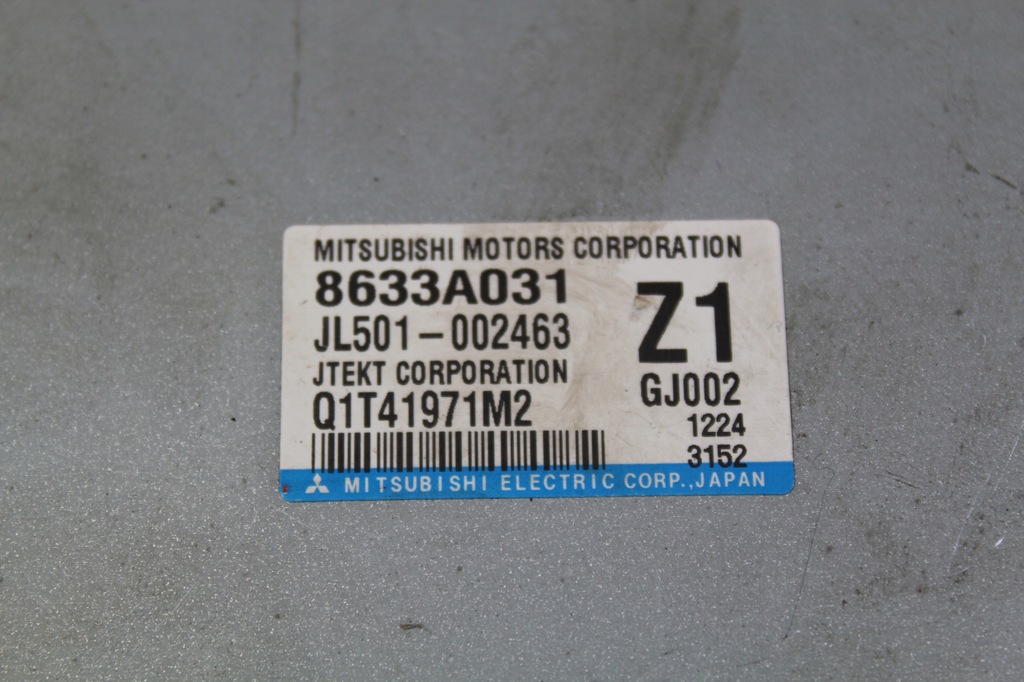 MITSUBISHI MOTORS CORPORATION
8633A031
Z1
JL501-002463
JTEKT CORPORATION
GJ002
Q1T41971M2
1224
3152
MITSUBISHI ELECTRIC CORP.,JAPAN